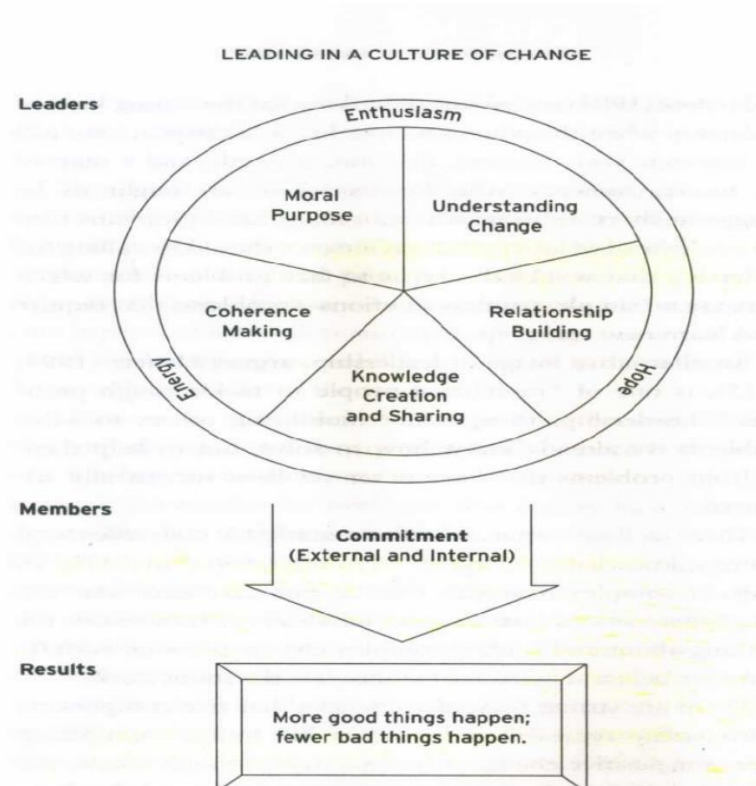 LEADING IN A CULTURE OF CHANGE
Leaders
Enthusiasm
Moral
Purpose
Understanding
Change
Coherence
Making
Relationship
Building
Energy
Hope
Knowledge
Creation
and Sharing
Members
Commitment
(External and Internal)
Results
More good things happen;
fewer bad things happen.